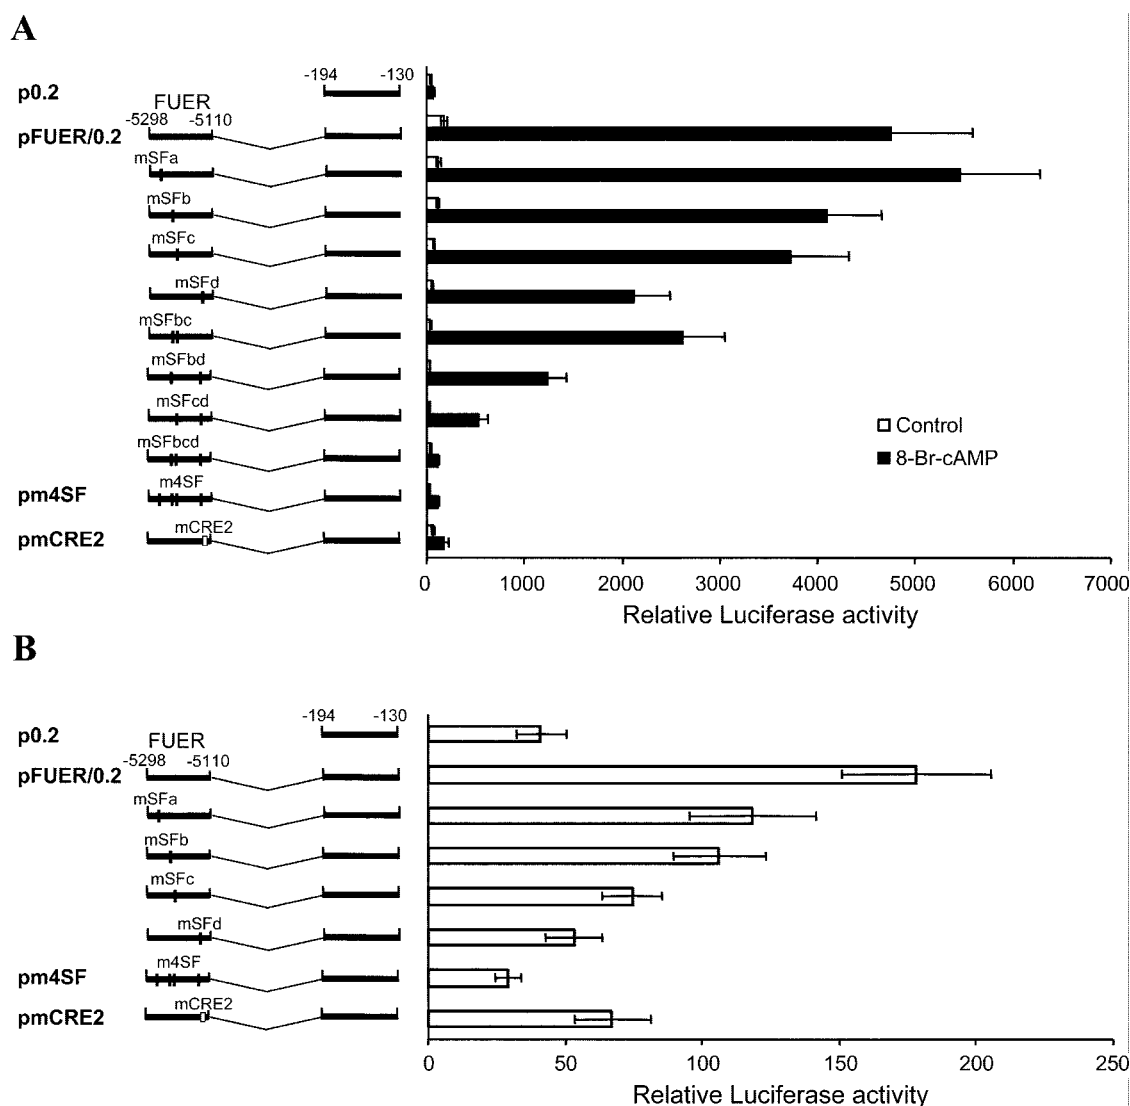 A
-194 -130
p0.2
FUER
-5298 -5110
pFUER/0.2
mSFa
mSFb
mSFc
mSFd
mSFbc
mSFbd
mSFcd
mSFbcd
m4SF
pm4SF
mCRE2
pmCRE2
Control
8-Br-cAMP
0 1000 2000 3000 4000 5000 6000 7000
Relative Luciferase activity
B
-194 -130
p0.2
FUER
-5298 -5110
pFUER/0.2
mSFa
mSFb
mSFc
mSFd
m4SF
pm4SF
mCRE2
pmCRE2
0 50 100 150 200 250
Relative Luciferase activity